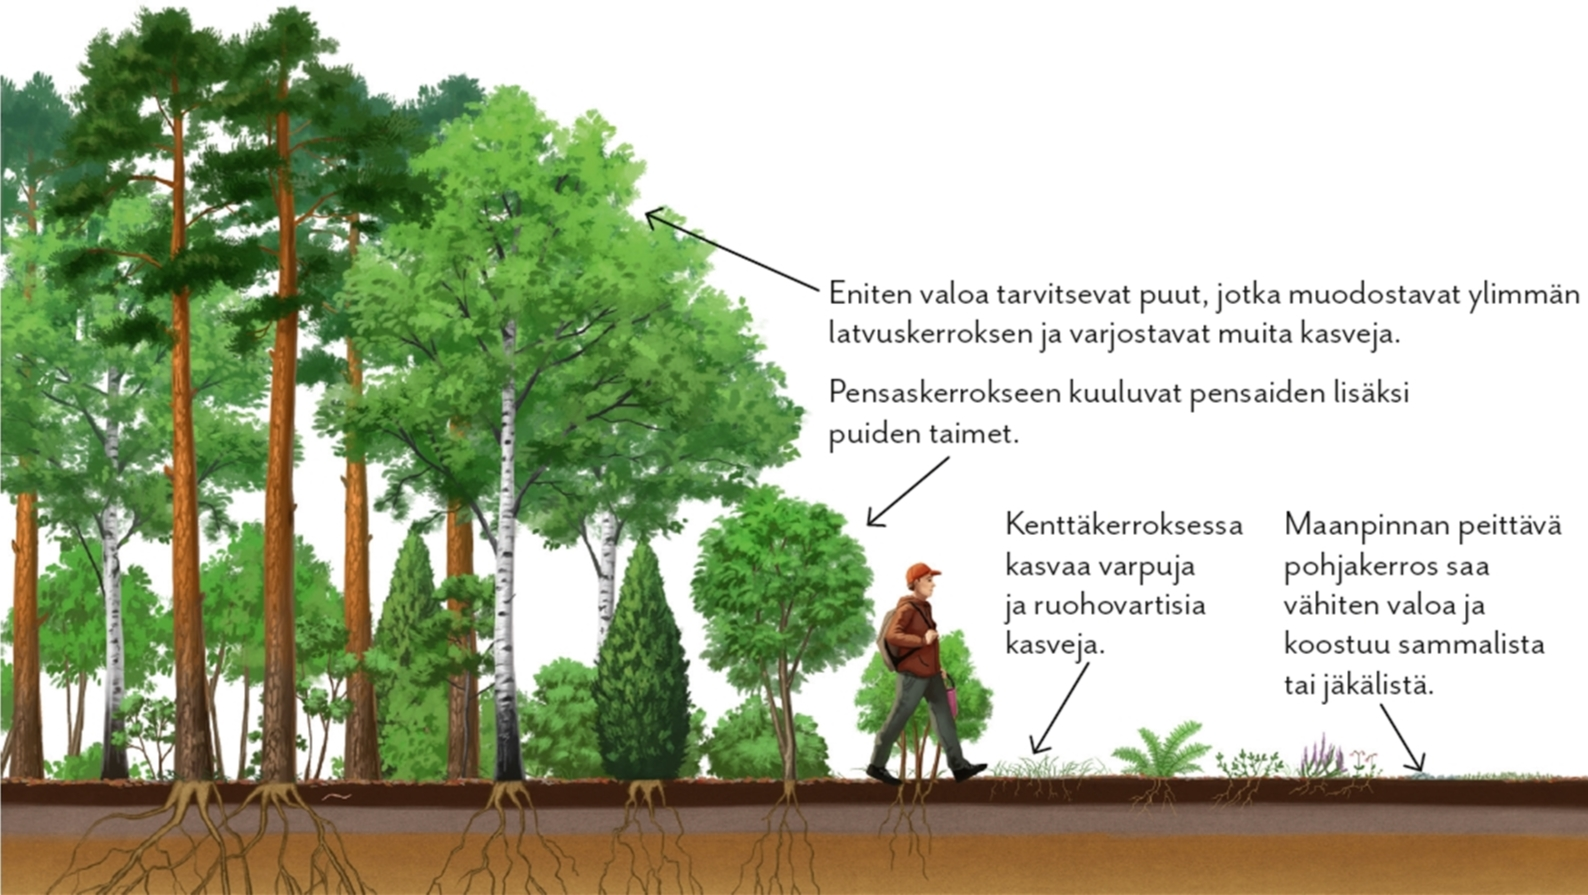 Eniten valoa tarvitsevat puut, jotka muodostavat ylimmän
latvuskerroksen ja varjostavat muita kasveja.
Pensaskerrokseen kuuluvat pensaiden lisäksi
puiden taimet.
Kenttäkerroksessa
kasvaa varpuja
ja ruohovartisia
kasveja.
Maanpinnan peittävä
pohjakerros saa
vähiten valoa ja
koostuu sammalista
tai jäkälistä.